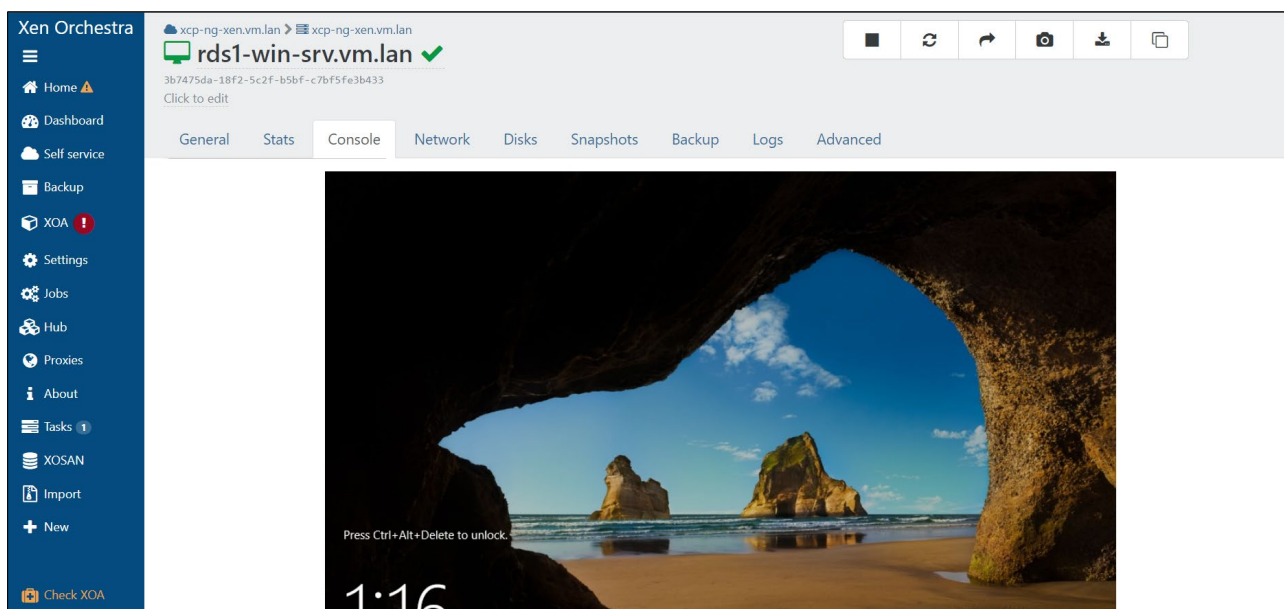 Xen Orchestra
Home
Dashboard
Self service
Backup
XOA
Settings
Jobs
Hub
Proxies
About
Tasks 1
XOSAN
Import
New
Check XOA
xcp-ng-xen.vm.lan xcp-ng-xen.vm.lan
rds1-win-srv.vm.lan
3b7475da-18f2-5c2f-b5bf-c7bf5fe3b433
Click to edit
General Stats Console Network Disks Snapshots Backup Logs Advanced
Press Ctrl+Alt+Delete to unlock.
1:16